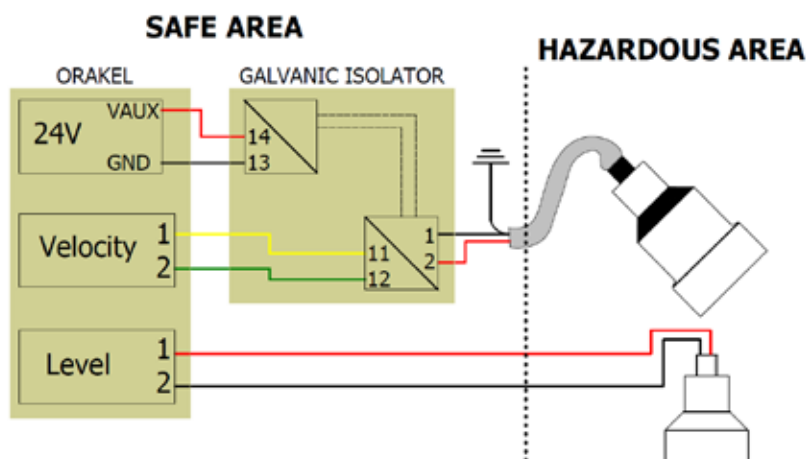 SAFE AREA
HAZARDOUS AREA
ORAKEL
GALVANIC ISOLATOR
24V
VAUX
GND
14
13
Velocity
1
2
11
12
1
2
Level
1
2